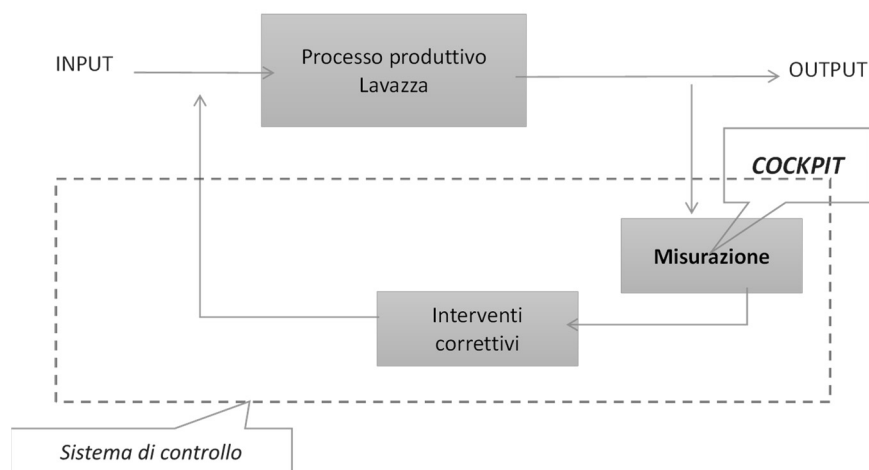 Processo produttivo
Lavazza
INPUT
OUTPUT
COCKPIT
Misurazione
Interventi
correttivi
Sistema di controllo